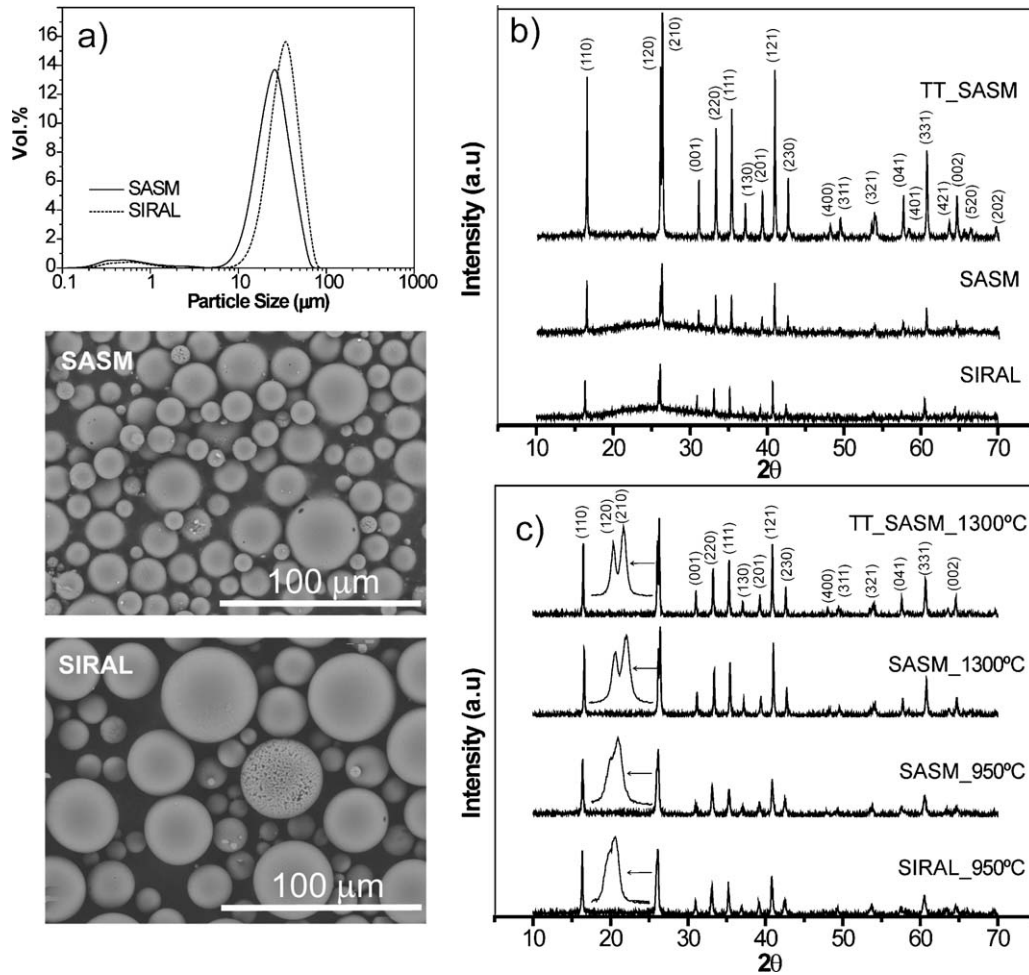 a)
16
14
12
10
8
6
4
2
0
Vol.%
SASM
SIRAL
0.1 1 10 100 1000
Particle Size (µm)
SASM
100 µm
SIRAL
100 µm
b)
Intensity (a.u)
(110)
(120)
(210)
(001)
(220)
(111)
(130)
(201)
(121)
(230)
(400)
(311)
(321)
(041)
(401)
(331)
(421)
(002)
(520)
(202)
TT_SASM
SASM
SIRAL
10 20 30 40 50 60 70
2θ
c)
Intensity (a.u)
(110)
(120)
(210)
(001)
(220)
(111)
(130)
(201)
(121)
(230)
(400)
(311)
(321)
(041)
(331)
(002)
TT_SASM_1300ºC
SASM_1300ºC
SASM_950ºC
SIRAL_950ºC
10 20 30 40 50 60 70
2θ